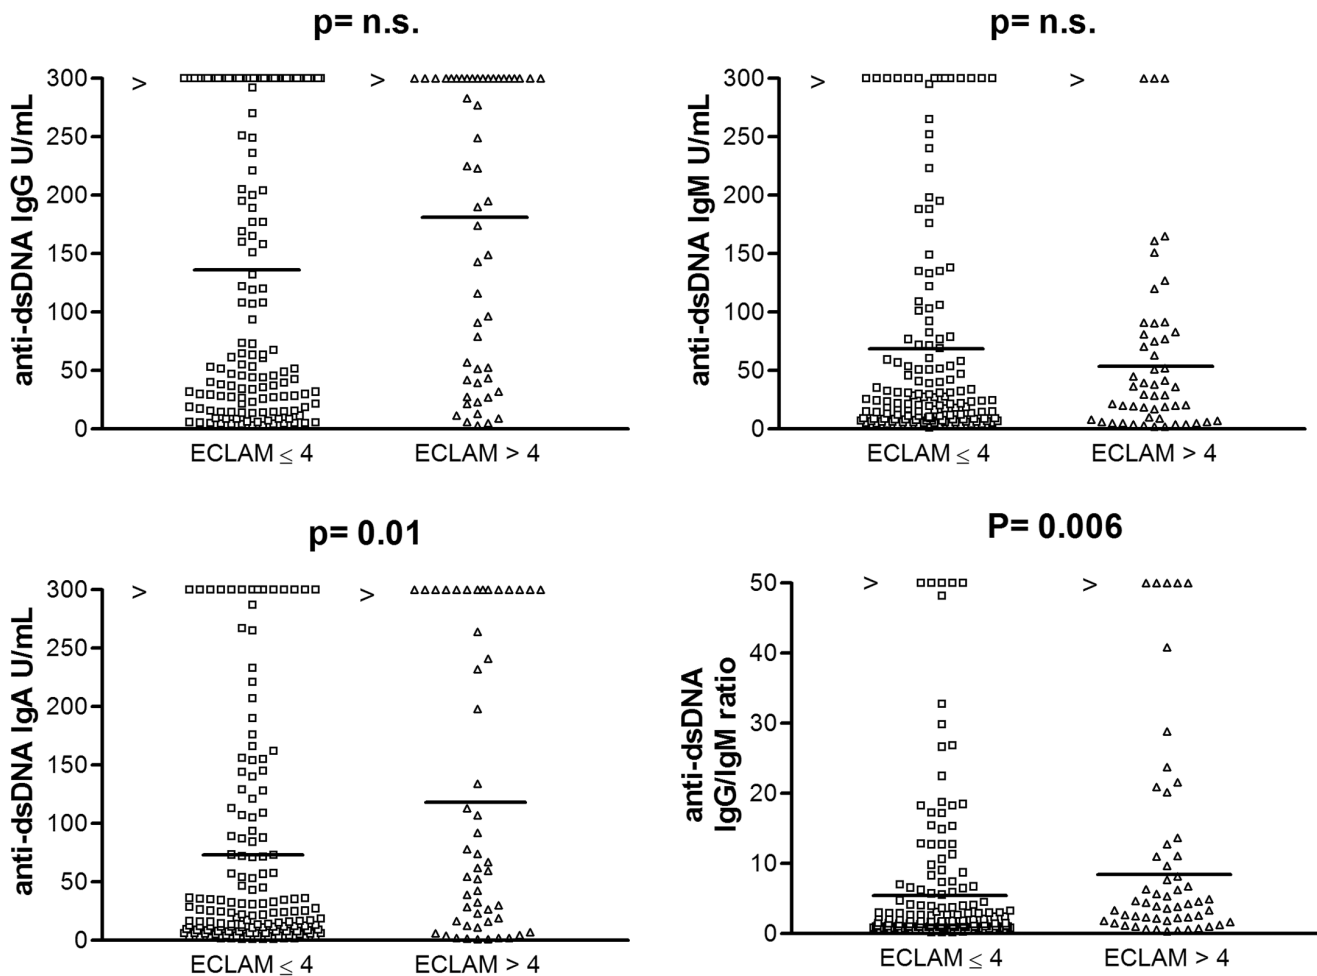 p= n.s.
anti-dsDNA IgG U/mL
300
250
200
150
100
50
0
>
>
ECLAM ≤ 4
ECLAM > 4
p= n.s.
anti-dsDNA IgM U/mL
300
250
200
150
100
50
0
>
>
ECLAM ≤ 4
ECLAM > 4
p= 0.01
anti-dsDNA IgA U/mL
300
250
200
150
100
50
0
>
>
ECLAM ≤ 4
ECLAM > 4
P= 0.006
anti-dsDNA
IgG/IgM ratio
50
40
30
20
10
0
>
>
ECLAM ≤ 4
ECLAM > 4